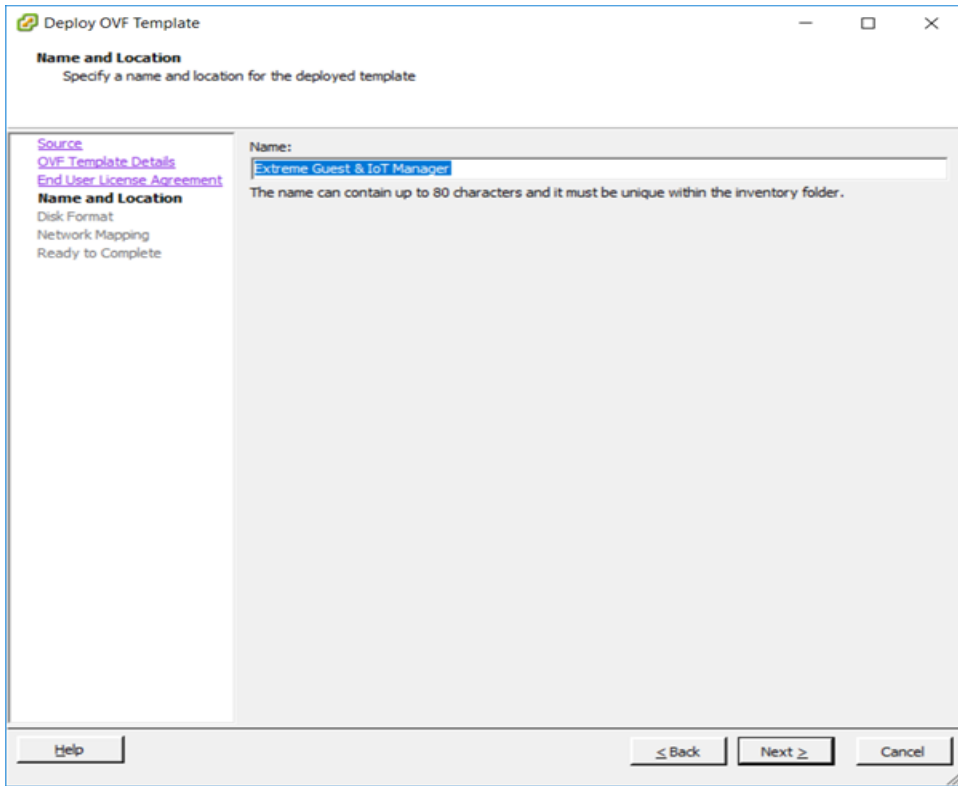 Deploy OVF Template
Name and Location
Specify a name and location for the deployed template
Source
OVF Template Details
End User License Agreement
Name and Location
Disk Format
Network Mapping
Ready to Complete
Name:
Extreme Guest & IoT Manager
The name can contain up to 80 characters and it must be unique within the inventory folder.
Help
< Back
Next >
Cancel